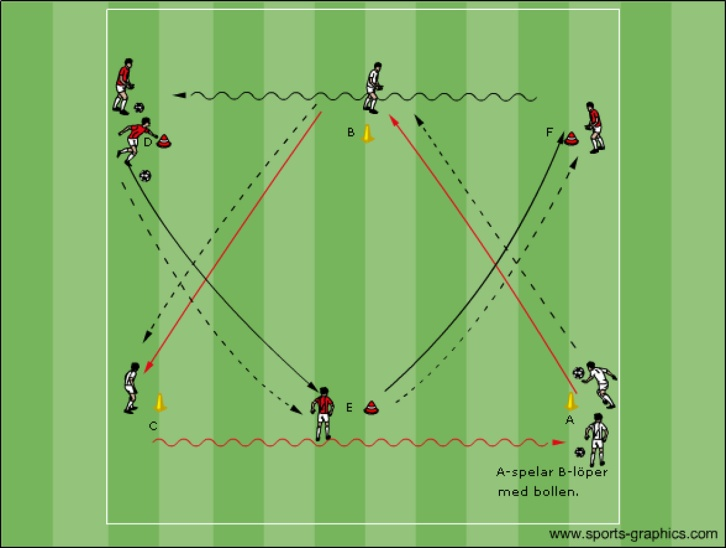 D
B
F
C
E
A
A-spelar B-löper
med bollen.
www.sports-graphics.com